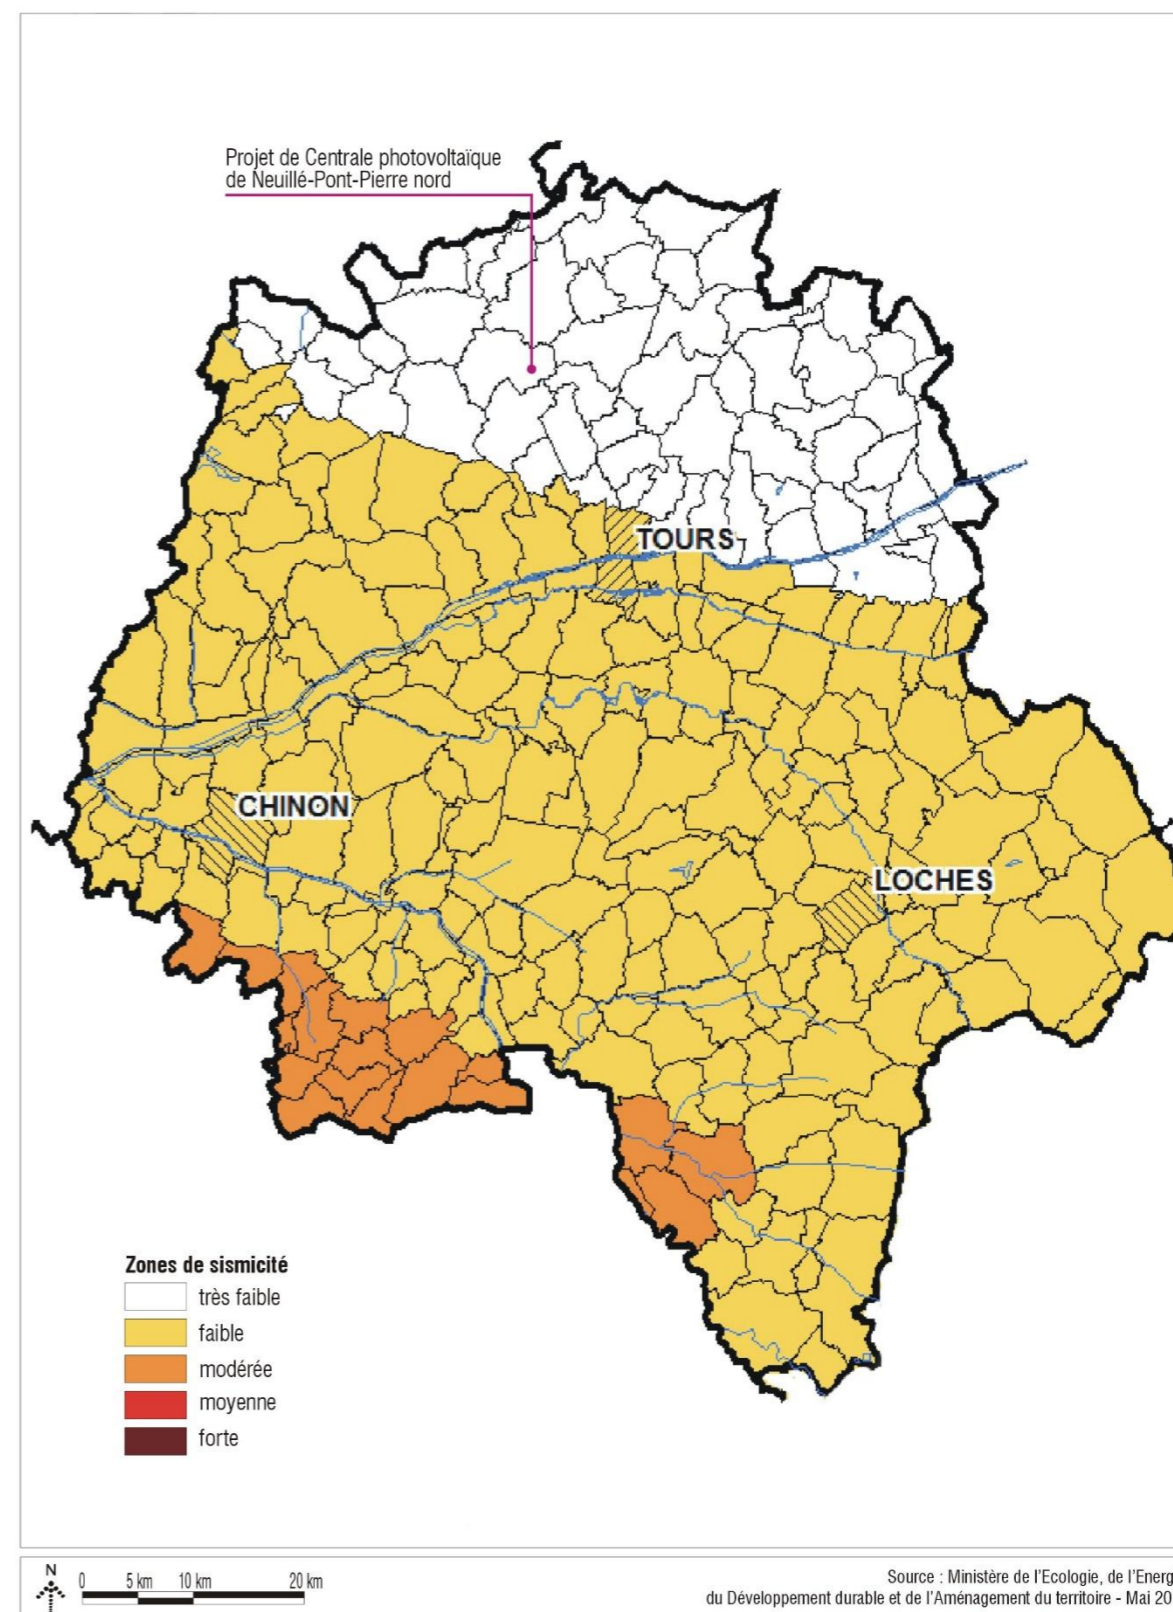 Projet de Centrale photovoltaïque
de Neuillé-Pont-Pierre nord
TOURS
CHINON
LOCHES
Zones de sismicité
très faible
faible
modérée
moyenne
forte
N
0 5 km 10 km 20 km
Source : Ministère de l'Ecologie, de l'Energ
du Développement durable et de l'Aménagement du territoire - Mai 20